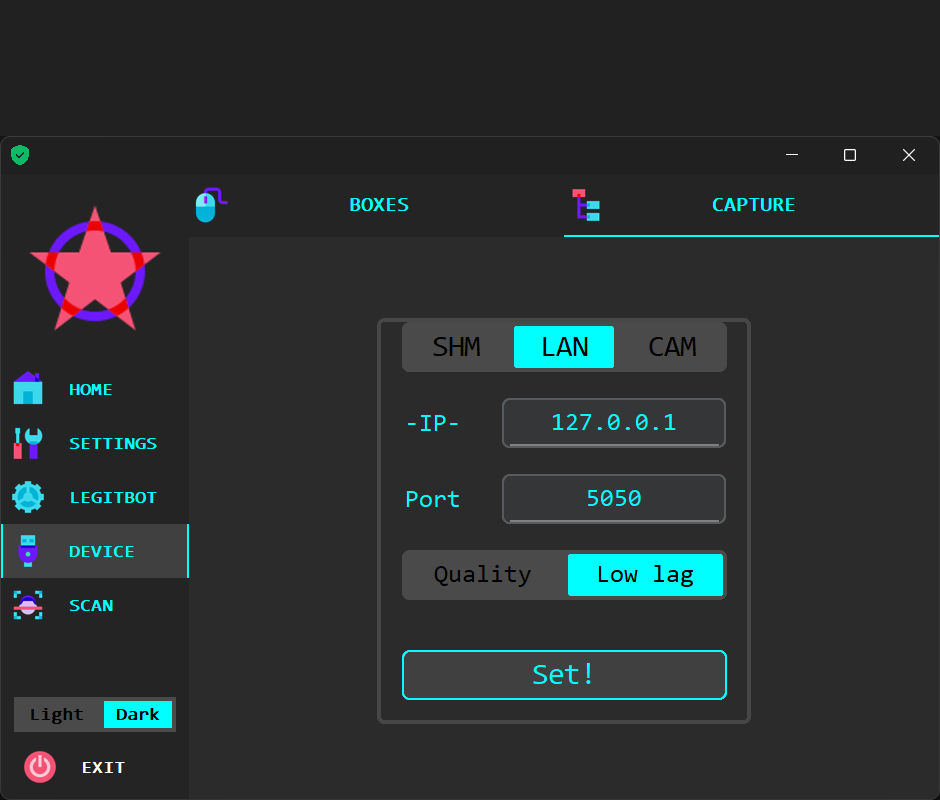 BOXES
CAPTURE
HOME
SETTINGS
LEGITBOT
DEVICE
SCAN
Light Dark
EXIT
SHM LAN CAM
-IP- 127.0.0.1
Port 5050
Quality Low lag
Set!